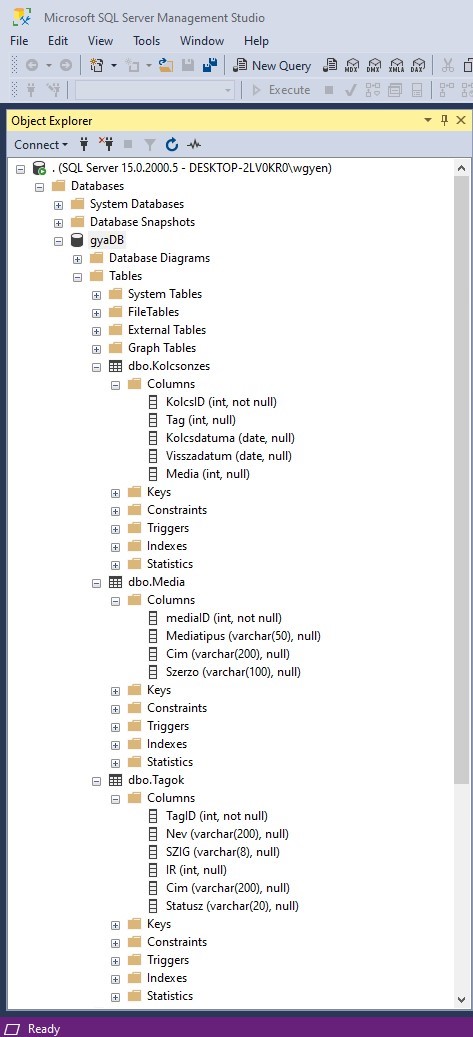 Microsoft SQL Server Management Studio
File Edit View Tools Window Help
New Query MDX DMX XMLA DAX
Execute
Object Explorer
Connect
. (SQL Server 15.0.2000.5 - DESKTOP-2LV0KR0\wgyen)
Databases
System Databases
Database Snapshots
gyaDB
Database Diagrams
Tables
System Tables
FileTables
External Tables
Graph Tables
dbo.Kolcsonzes
Columns
KolcsID (int, not null)
Tag (int, null)
Kolcsdatuma (date, null)
Visszadatum (date, null)
Media (int, null)
Keys
Constraints
Triggers
Indexes
Statistics
dbo.Media
Columns
mediaID (int, not null)
Mediatipus (varchar(50), null)
Cim (varchar(200), null)
Szerzo (varchar(100), null)
Keys
Constraints
Triggers
Indexes
Statistics
dbo.Tagok
Columns
TagID (int, not null)
Nev (varchar(200), null)
SZIG (varchar(8), null)
IR (int, null)
Cim (varchar(200), null)
Statusz (varchar(20), null)
Keys
Constraints
Triggers
Indexes
Statistics
Ready